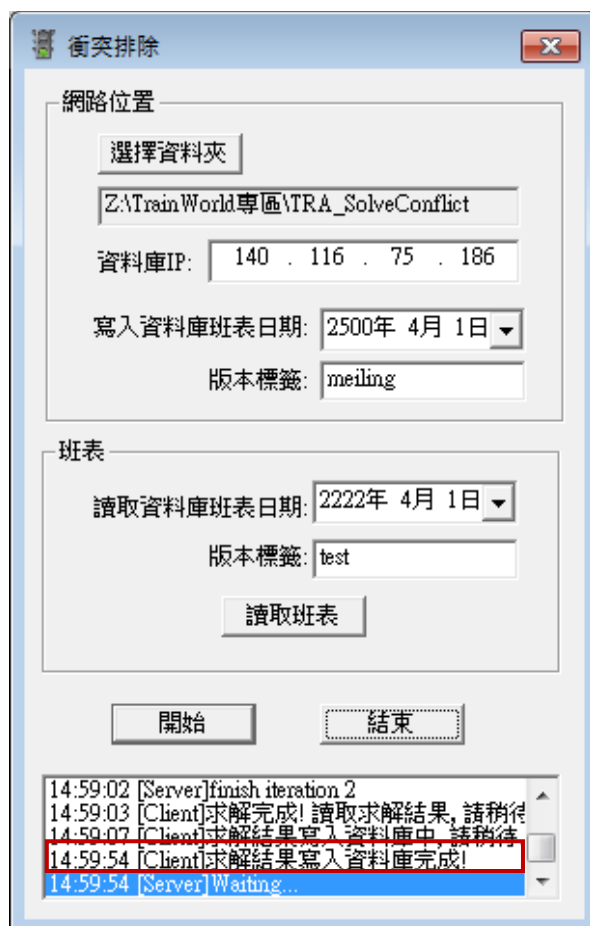 衝突排除
網路位置
選擇資料夾
Z:\TrainWorld專區\TRA_SolveConflict
資料庫IP: 140 . 116 . 75 . 186
寫入資料庫班表日期: 2500年 4月 1日
版本標籤: meiling
班表
讀取資料庫班表日期: 2222年 4月 1日
版本標籤: test
讀取班表
開始 結束
14:59:02 [Server]finish iteration 2
14:59:03 [Client]求解完成! 讀取求解結果, 請稍待
14:59:07 [Client]求解結果寫入資料庫中, 請稍待
14:59:54 [Client]求解結果寫入資料庫完成!
14:59:54 [Server]Waiting...